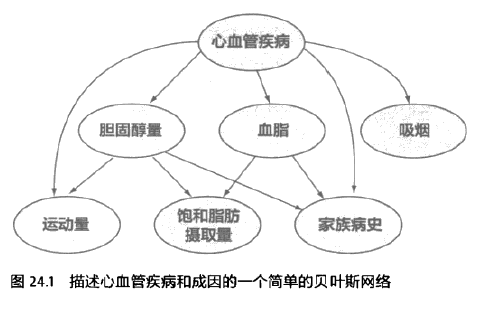 心血管疾病
胆固醇量
血脂
吸烟
运动量
饱和脂肪
摄取量
家族病史
图 24.1 描述心血管疾病和成因的一个简单的贝叶斯网络